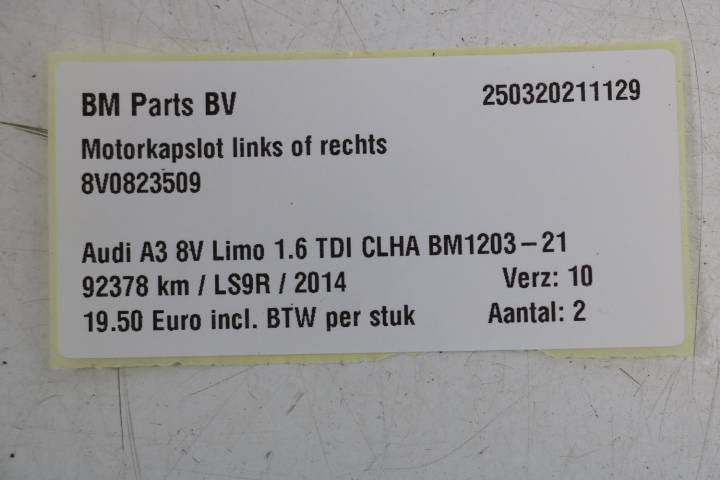 BM Parts BV 250320211129
Motorkapslot links of rechts
8V0823509
Audi A3 8V Limo 1.6 TDI CLHA BM1203-21
92378 km / LS9R / 2014 Verz: 10
19.50 Euro incl. BTW per stuk Aantal: 2